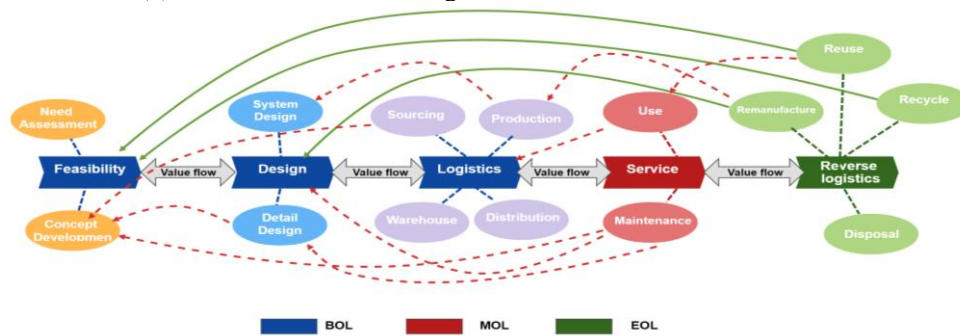 Reuse
System
Design
Need
Assessment
Sourcing
Production
Use
Remanufacture
Recycle
Feasibility
Value flow
Design
Value flow
Logistics
Value flow
Service
Value flow
Reverse
logistics
Concept
Developmen
Detail
Design
Warehouse
Distribution
Maintenance
Disposal
BOL
MOL
EOL